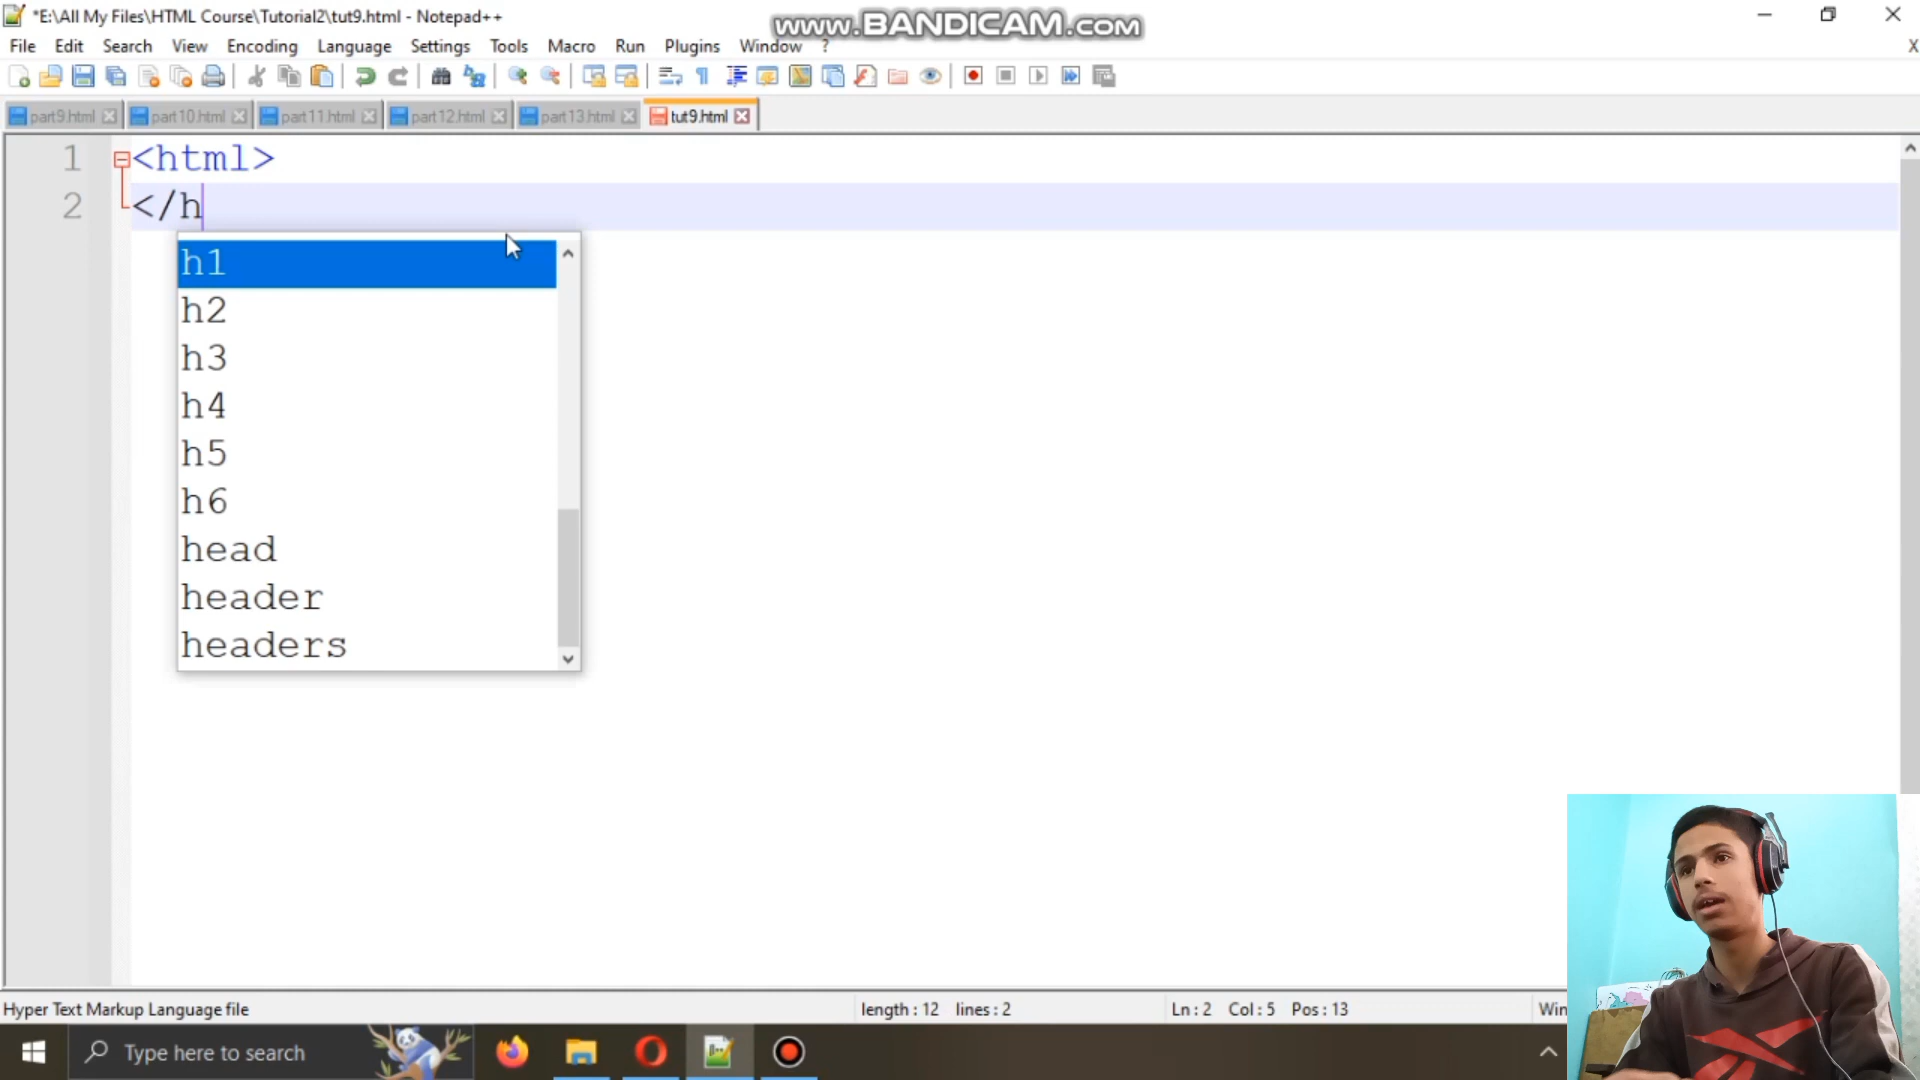 *E:\All My Files\HTML Course\Tutorial2\tut9.html - Notepad++
www.BANDICAM.com
File Edit Search View Encoding Language Settings Tools Macro Run Plugins Window ? X
part9.html part10.html part11.html part12.html part13.html tut9.html
1 <html>
2 </h
h1
h2
h3
h4
h5
h6
head
header
headers
Hyper Text Markup Language file length : 12 lines : 2 Ln : 2 Col : 5 Pos : 13 Win
Type here to search